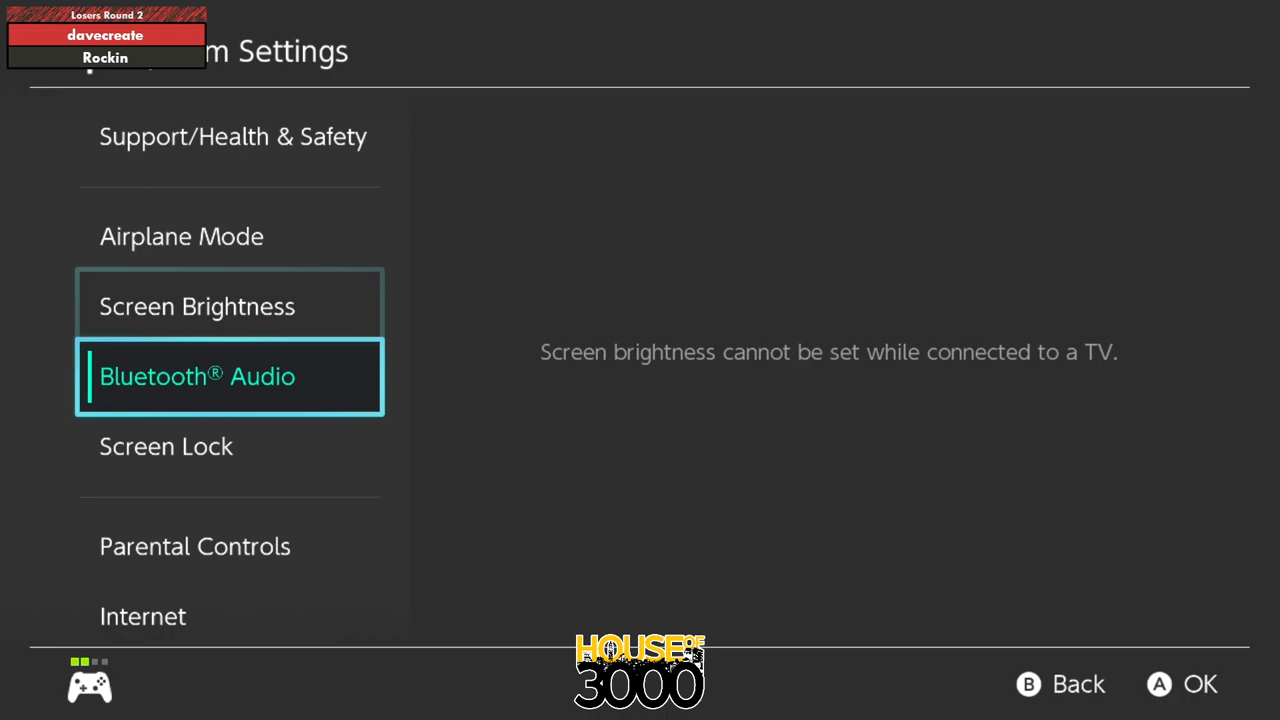 Losers Round 2
davecreate
Rockin
m Settings
Support/Health & Safety
Airplane Mode
Screen Brightness
Bluetooth® Audio
Screen Lock
Parental Controls
Internet
Screen brightness cannot be set while connected to a TV.
HOUSE OF
3000
B Back
A OK